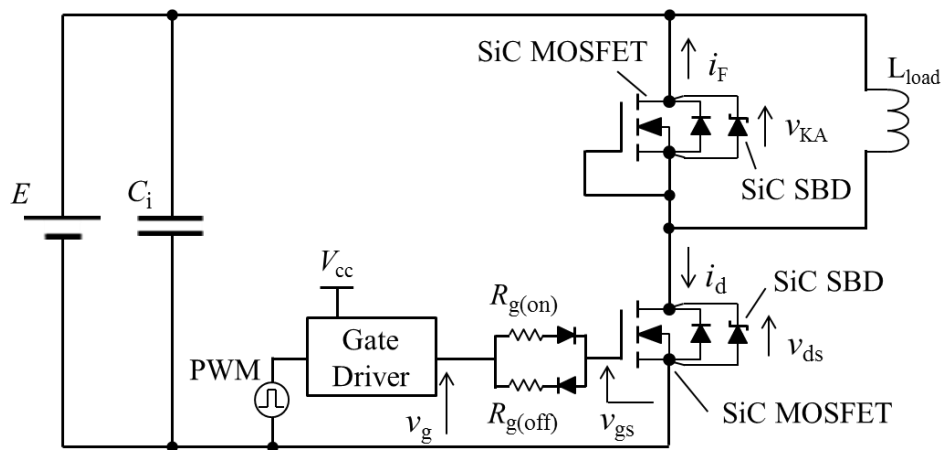 SiC MOSFET
i_F
L_load
v_KA
SiC SBD
E
C_i
V_cc
i_d
SiC SBD
R_g(on)
Gate
Driver
PWM
v_ds
R_g(off)
v_g
v_gs
SiC MOSFET